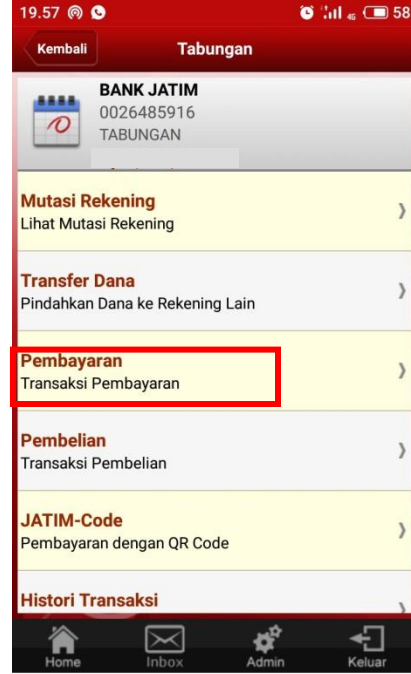 19.57 58
Kembali Tabungan
BANK JATIM
0026485916
TABUNGAN
Mutasi Rekening
Lihat Mutasi Rekening
Transfer Dana
Pindahkan Dana ke Rekening Lain
Pembayaran
Transaksi Pembayaran
Pembelian
Transaksi Pembelian
JATIM-Code
Pembayaran dengan QR Code
Histori Transaksi
Home Inbox Admin Keluar